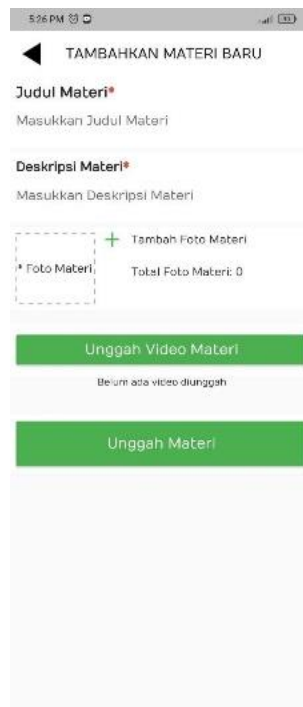 5:26 PM
TAMBAHKAN MATERI BARU
Judul Materi*
Masukkan Judul Materi
Deskripsi Materi*
Masukkan Deskripsi Materi
+ Tambah Foto Materi
* Foto Materi
Total Foto Materi: 0
Unggah Video Materi
Belum ada video diunggah
Unggah Materi